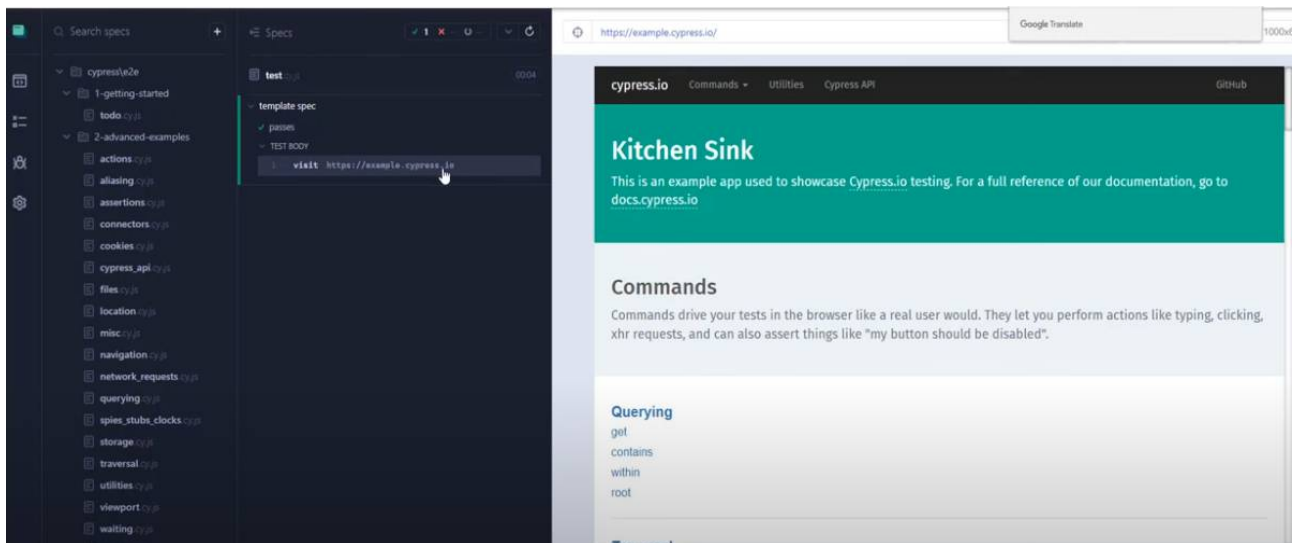 Search specs
+
cypress\e2e
1-getting-started
todo.cy.js
2-advanced-examples
actions.cy.js
aliasing.cy.js
assertions.cy.js
connectors.cy.js
cookies.cy.js
cypress_api.cy.js
files.cy.js
location.cy.js
misc.cy.js
navigation.cy.js
network_requests.cy.js
querying.cy.js
spies_stubs_clocks.cy.js
storage.cy.js
traversal.cy.js
utilities.cy.js
viewport.cy.js
waiting.cy.js
Specs
1 -- --
test.cy.js 00:04
template spec
passes
TEST BODY
1 visit https://example.cypress.io
https://example.cypress.io/
Google Translate
cypress.io Commands Utilities Cypress API GitHub
Kitchen Sink
This is an example app used to showcase Cypress.io testing. For a full reference of our documentation, go to
docs.cypress.io
Commands
Commands drive your tests in the browser like a real user would. They let you perform actions like typing, clicking,
xhr requests, and can also assert things like "my button should be disabled".
Querying
get
contains
within
root